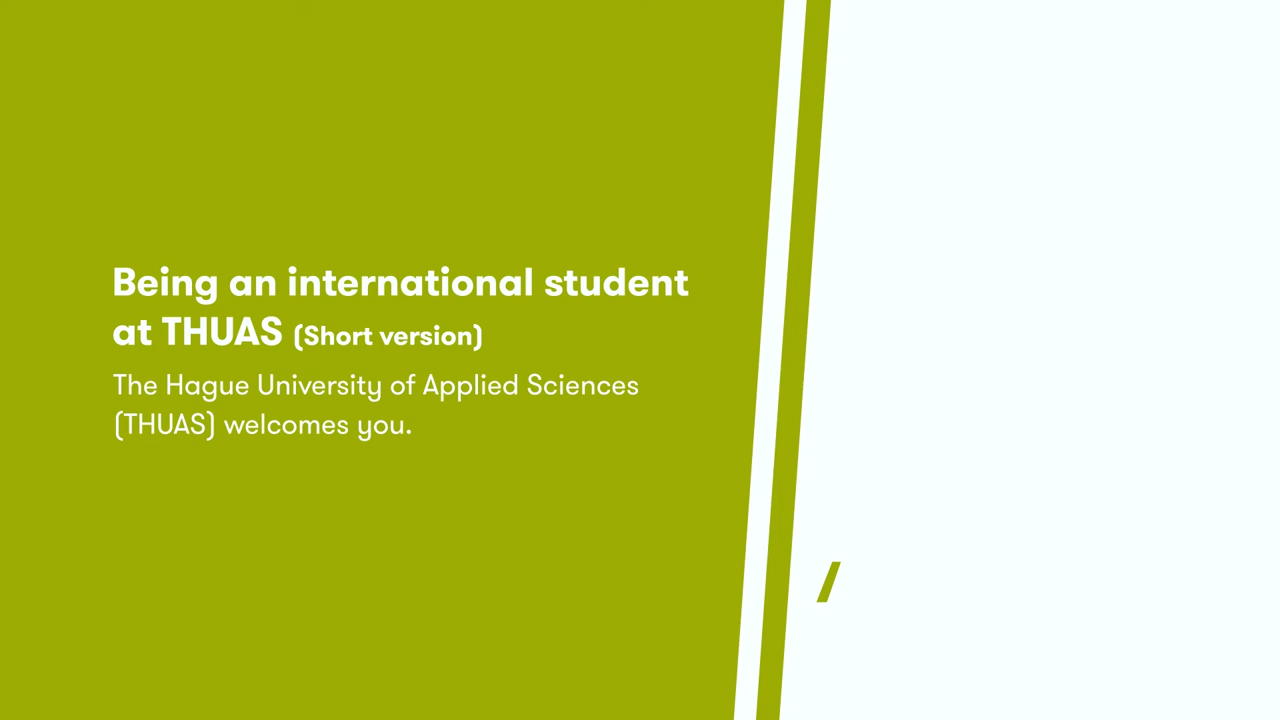 Being an international student
at THUAS (Short version)
The Hague University of Applied Sciences
(THUAS) welcomes you.